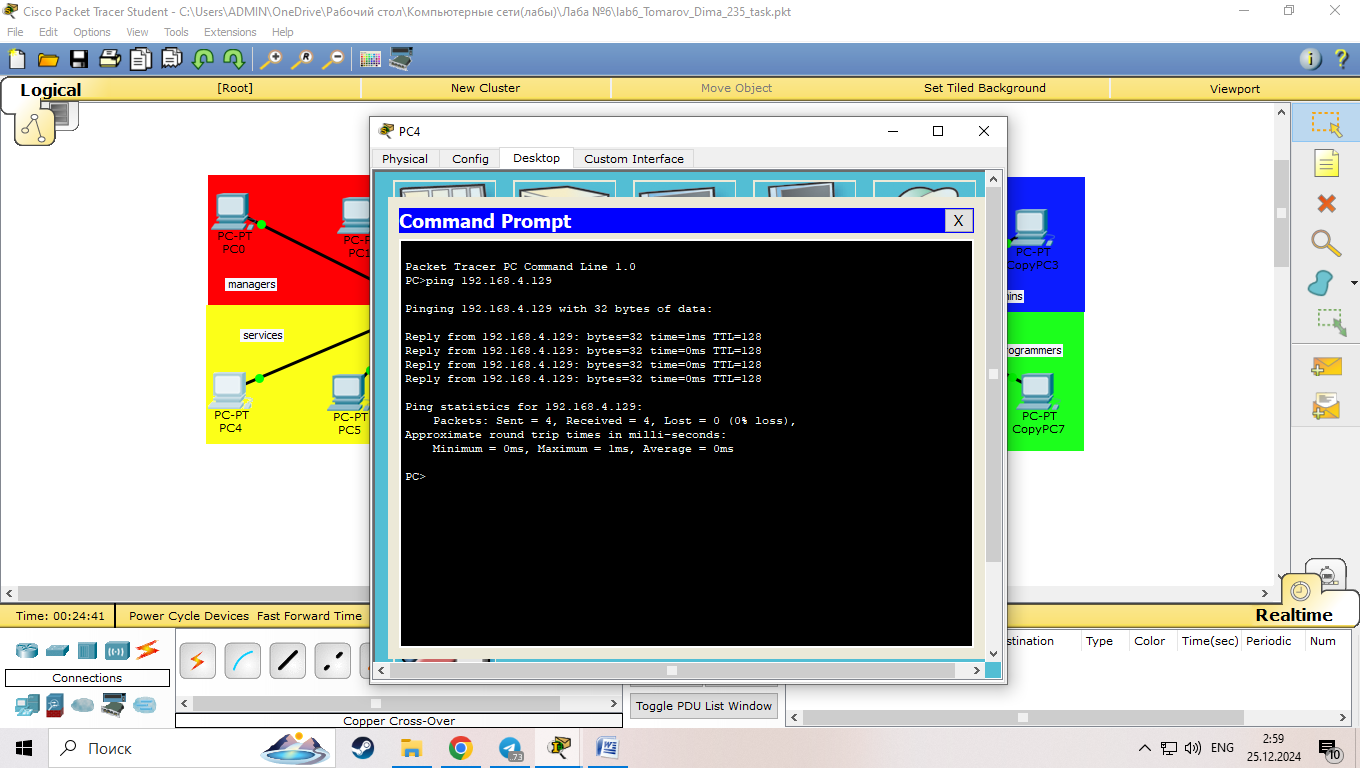 Cisco Packet Tracer Student - C:\Users\ADMIN\OneDrive\Рабочий стол\Компьютерные сети(лабы)\Лаба №6\lab6_Tomarov_Dima_235_task.pkt
File Edit Options View Tools Extensions Help
Logical [Root] New Cluster Move Object Set Tiled Background Viewport
PC4
Physical Config Desktop Custom Interface
Command Prompt X
Packet Tracer PC Command Line 1.0
PC>ping 192.168.4.129
Pinging 192.168.4.129 with 32 bytes of data:
Reply from 192.168.4.129: bytes=32 time=1ms TTL=128
Reply from 192.168.4.129: bytes=32 time=0ms TTL=128
Reply from 192.168.4.129: bytes=32 time=0ms TTL=128
Reply from 192.168.4.129: bytes=32 time=0ms TTL=128
Ping statistics for 192.168.4.129:
Packets: Sent = 4, Received = 4, Lost = 0 (0% loss),
Approximate round trip times in milli-seconds:
Minimum = 0ms, Maximum = 1ms, Average = 0ms
PC>
PC-PT
PC0
PC-P
PC1
managers
services
PC-PT
PC4
PC-PT
PC5
PC-PT
CopyPC3
ins
ogrammers
PC-PT
CopyPC7
Time: 00:24:41 Power Cycle Devices Fast Forward Time Realtime
Connections
Copper Cross-Over
Toggle PDU List Window
stination Type Color Time(sec) Periodic Num
Поиск
73
ENG
2:59
25.12.2024
10